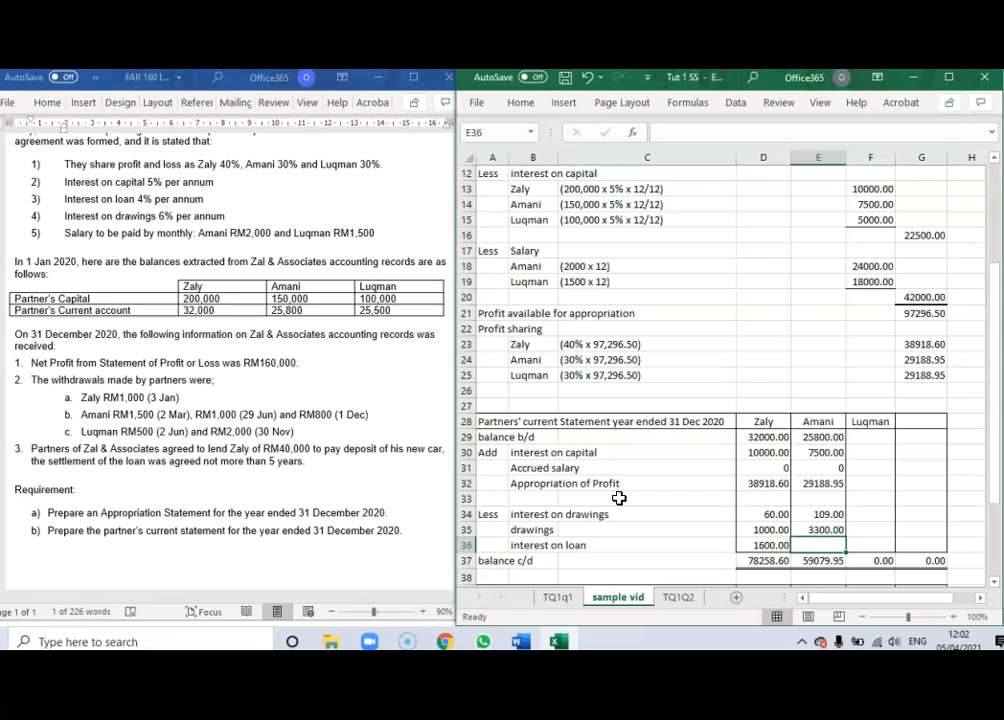 AutoSave Off FAR 160 L... Office365
File Home Insert Design Layout Referer Mailing Review View Help Acroba
agreement was formed, and it is stated that:
1) They share profit and loss as Zaly 40%, Amani 30% and Luqman 30%.
2) Interest on capital 5% per annum
3) Interest on loan 4% per annum
4) Interest on drawings 6% per annum
5) Salary to be paid by monthly: Amani RM2,000 and Luqman RM1,500
In 1 Jan 2020, here are the balances extracted from Zal & Associates accounting records are as
follows:
Zaly Amani Luqman
Partner's Capital 200,000 150,000 100,000
Partner's Current account 32,000 25,800 25,500
On 31 December 2020, the following information on Zal & Associates accounting records was
received:
1. Net Profit from Statement of Profit or Loss was RM160,000.
2. The withdrawals made by partners were;
a. Zaly RM1,000 (3 Jan)
b. Amani RM1,500 (2 Mar), RM1,000 (29 Jun) and RM800 (1 Dec)
c. Luqman RM500 (2 Jun) and RM2,000 (30 Nov)
3. Partners of Zal & Associates agreed to lend Zaly of RM40,000 to pay deposit of his new car,
the settlement of the loan was agreed not more than 5 years.
Requirement:
a) Prepare an Appropriation Statement for the year ended 31 December 2020.
b) Prepare the partner's current statement for the year ended 31 December 2020.
age 1 of 1 1 of 226 words Focus 90%
AutoSave Off Tut 1 SS - E... Office365
File Home Insert Page Layout Formulas Data Review View Help Acrobat
E36 fx
A B C D E F G H
12 Less interest on capital
13 Zaly (200,000 x 5% x 12/12) 10000.00
14 Amani (150,000 x 5% x 12/12) 7500.00
15 Luqman (100,000 x 5% x 12/12) 5000.00
16 22500.00
17 Less Salary
18 Amani (2000 x 12) 24000.00
19 Luqman (1500 x 12) 18000.00
20 42000.00
21 Profit available for appropriation 97296.50
22 Profit sharing
23 Zaly (40% x 97,296.50) 38918.60
24 Amani (30% x 97,296.50) 29188.95
25 Luqman (30% x 97,296.50) 29188.95
26
27
28 Partners' current Statement year ended 31 Dec 2020 Zaly Amani Luqman
29 balance b/d 32000.00 25800.00
30 Add interest on capital 10000.00 7500.00
31 Accrued salary 0 0
32 Appropriation of Profit 38918.60 29188.95
33
34 Less interest on drawings 60.00 109.00
35 drawings 1000.00 3300.00
36 interest on loan 1600.00
37 balance c/d 78258.60 59079.95 0.00 0.00
38
TQ1q1 sample vid TQ1Q2
Ready 100%
Type here to search
ENG 12:02
05/04/2021